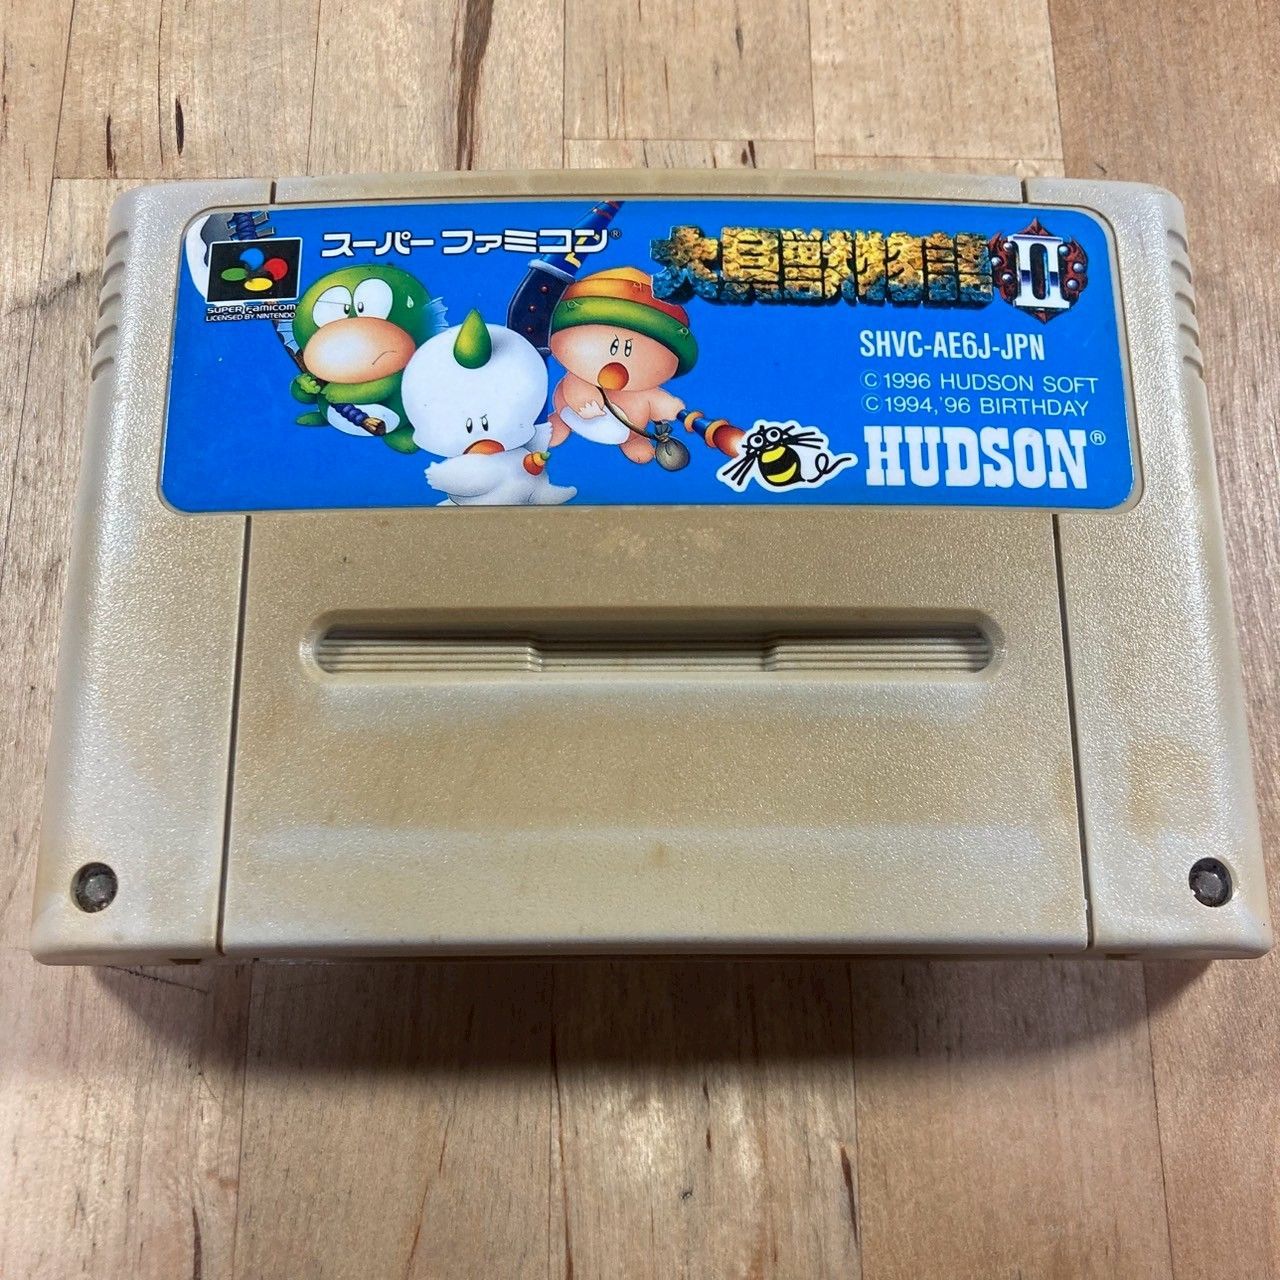 スーパーファミコン®
SUPER Famicom
LICENSED BY NINTENDO
大貝獣物語II
SHVC-AE6J-JPN
©1996 HUDSON SOFT
©1994,'96 BIRTHDAY
HUDSON®